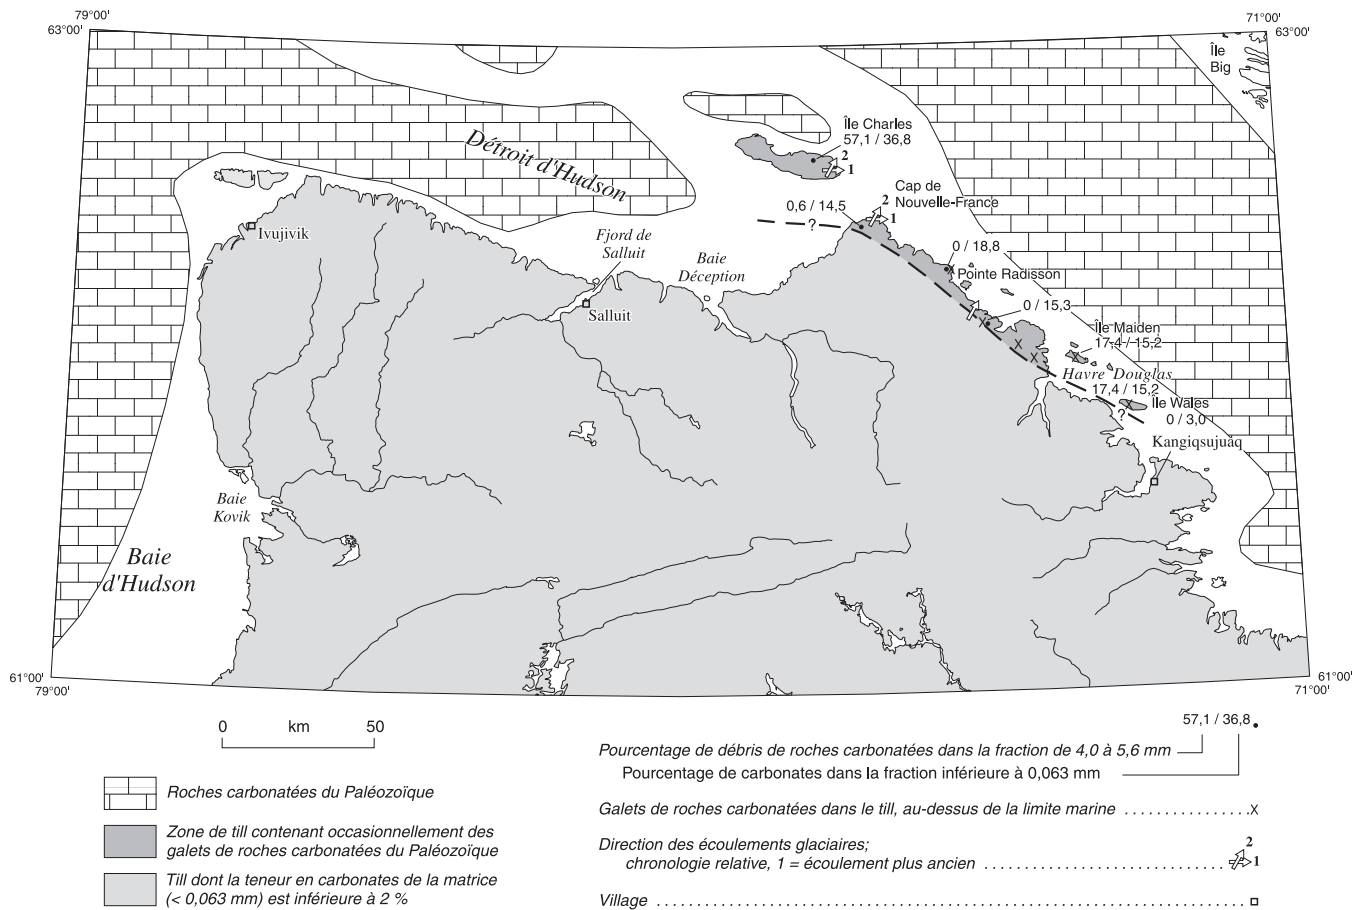 79°00'
63°00'
71°00'
63°00'
Île
Big
Île Charles
57,1 / 36,8
2
1
Détroit d'Hudson
Cap de
Nouvelle-France
0,6 / 14,5
2
1
?
Ivujivik
Fjord de
Salluit
Baie
Déception
0 / 18,8
X
Pointe Radisson
Salluit
0 / 15,3
X
X
X
Île Maiden
17,4 / 15,2
X
Havre Douglas
17,4 / 15,2
X
Île Wales
0 / 3,0
?
Kangiqsujuaq
Baie
Kovik
Baie
d'Hudson
61°00'
79°00'
61°00'
71°00'
0 km 50
Roches carbonatées du Paléozoïque
Zone de till contenant occasionnellement des
galets de roches carbonatées du Paléozoïque
Till dont la teneur en carbonates de la matrice
(< 0,063 mm) est inférieure à 2 %
57,1 / 36,8
Pourcentage de débris de roches carbonatées dans la fraction de 4,0 à 5,6 mm
Pourcentage de carbonates dans la fraction inférieure à 0,063 mm
Galets de roches carbonatées dans le till, au-dessus de la limite marine ................X
Direction des écoulements glaciaires;
chronologie relative, 1 = écoulement plus ancien
2
1
Village